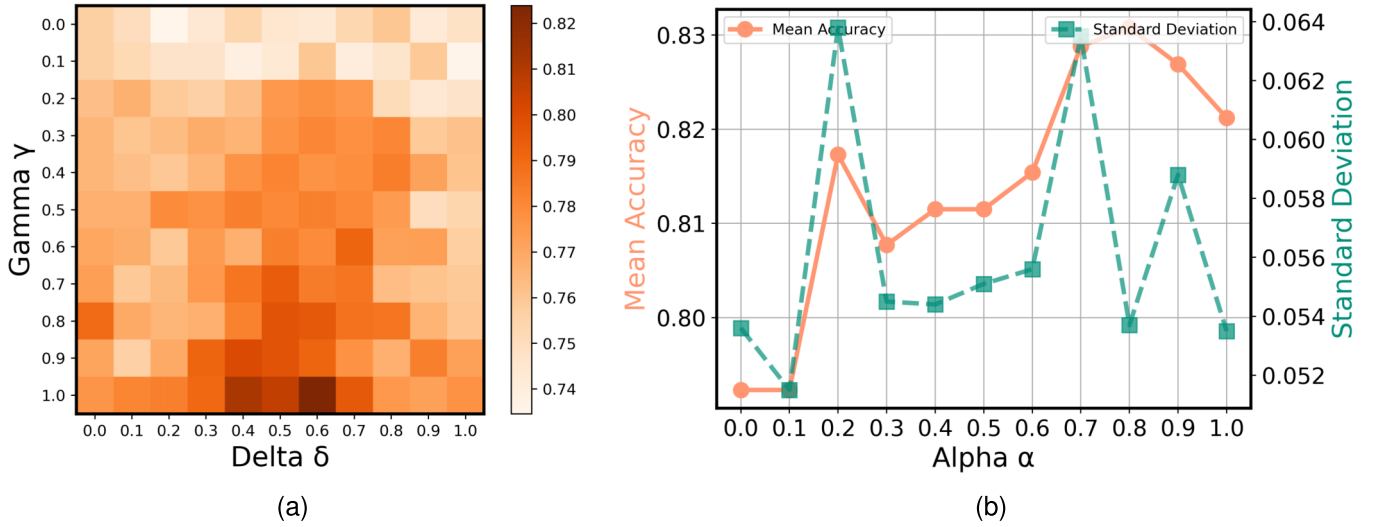 0.0
0.1
0.2
0.3
0.4
0.5
0.6
0.7
0.8
0.9
1.0
Gamma γ
0.0 0.1 0.2 0.3 0.4 0.5 0.6 0.7 0.8 0.9 1.0
Delta δ
0.82
0.81
0.80
0.79
0.78
0.77
0.76
0.75
0.74
(a)
Mean Accuracy
0.83
0.82
0.81
0.80
Mean Accuracy
Standard Deviation
0.064
0.062
0.060
0.058
0.056
0.054
0.052
Standard Deviation
0.0 0.1 0.2 0.3 0.4 0.5 0.6 0.7 0.8 0.9 1.0
Alpha α
(b)